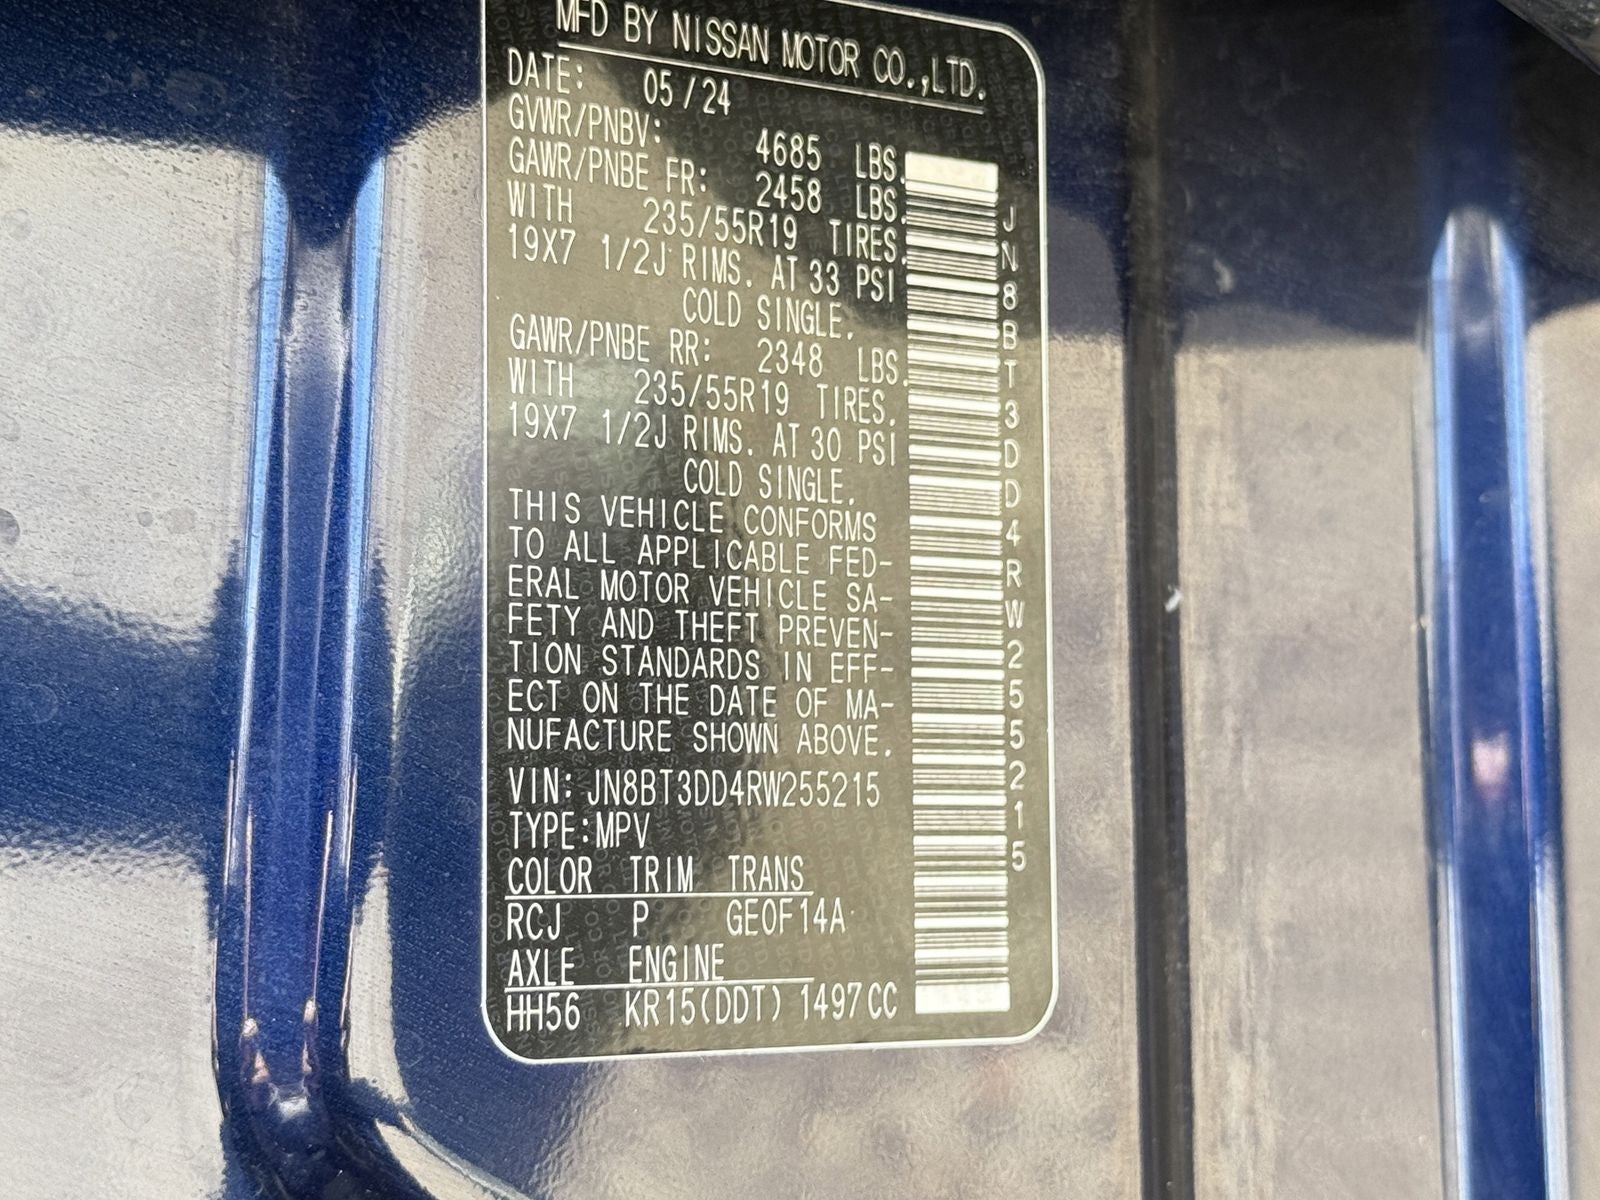 MFD BY NISSAN MOTOR CO.,LTD.
DATE: 05/24
GVWR/PNBV: 4685 LBS.
GAWR/PNBE FR: 2458 LBS.
WITH 235/55R19 TIRES.
19X7 1/2J RIMS. AT 33 PSI
COLD SINGLE.
GAWR/PNBE RR: 2348 LBS.
WITH 235/55R19 TIRES.
19X7 1/2J RIMS. AT 30 PSI
COLD SINGLE.
THIS VEHICLE CONFORMS
TO ALL APPLICABLE FED-
ERAL MOTOR VEHICLE SA-
FETY AND THEFT PREVEN-
TION STANDARDS IN EFF-
ECT ON THE DATE OF MA-
NUFACTURE SHOWN ABOVE.
VIN: JN8BT3DD4RW255215
TYPE:MPV
COLOR TRIM TRANS
RCJ P GE0F14A
AXLE ENGINE
HH56 KR15(DDT) 1497CC
JN8BT3DD4RW255215